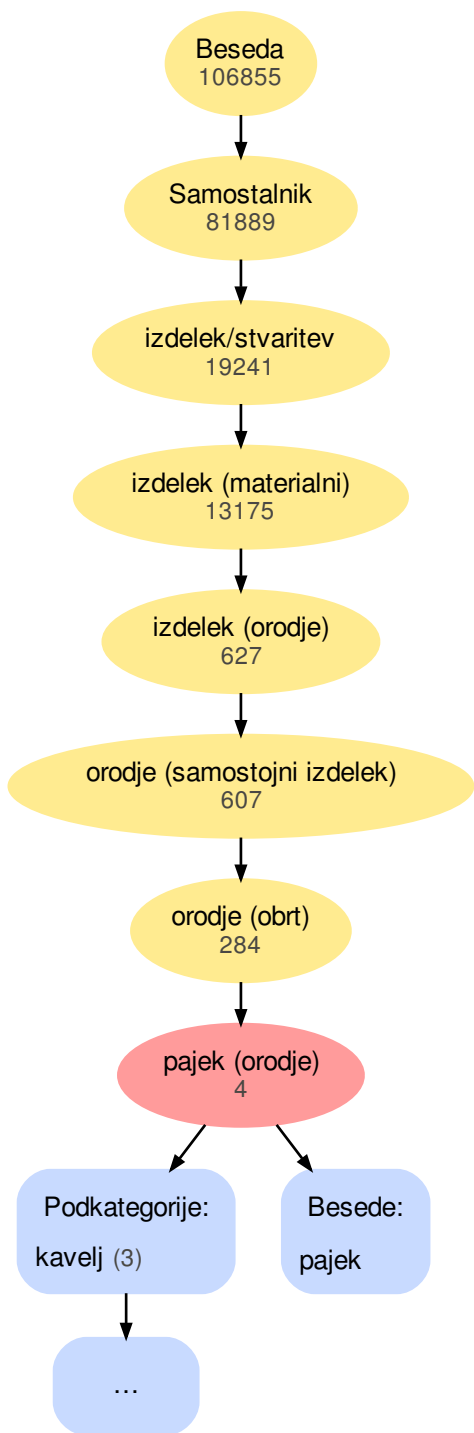 Beseda
106855
Samostalnik
81889
izdelek/stvaritev
19241
izdelek (materialni)
13175
izdelek (orodje)
627
orodje (samostojni izdelek)
607
orodje (obrt)
284
pajek (orodje)
4
Podkategorije:
kavelj (3)
Besede:
pajek
…